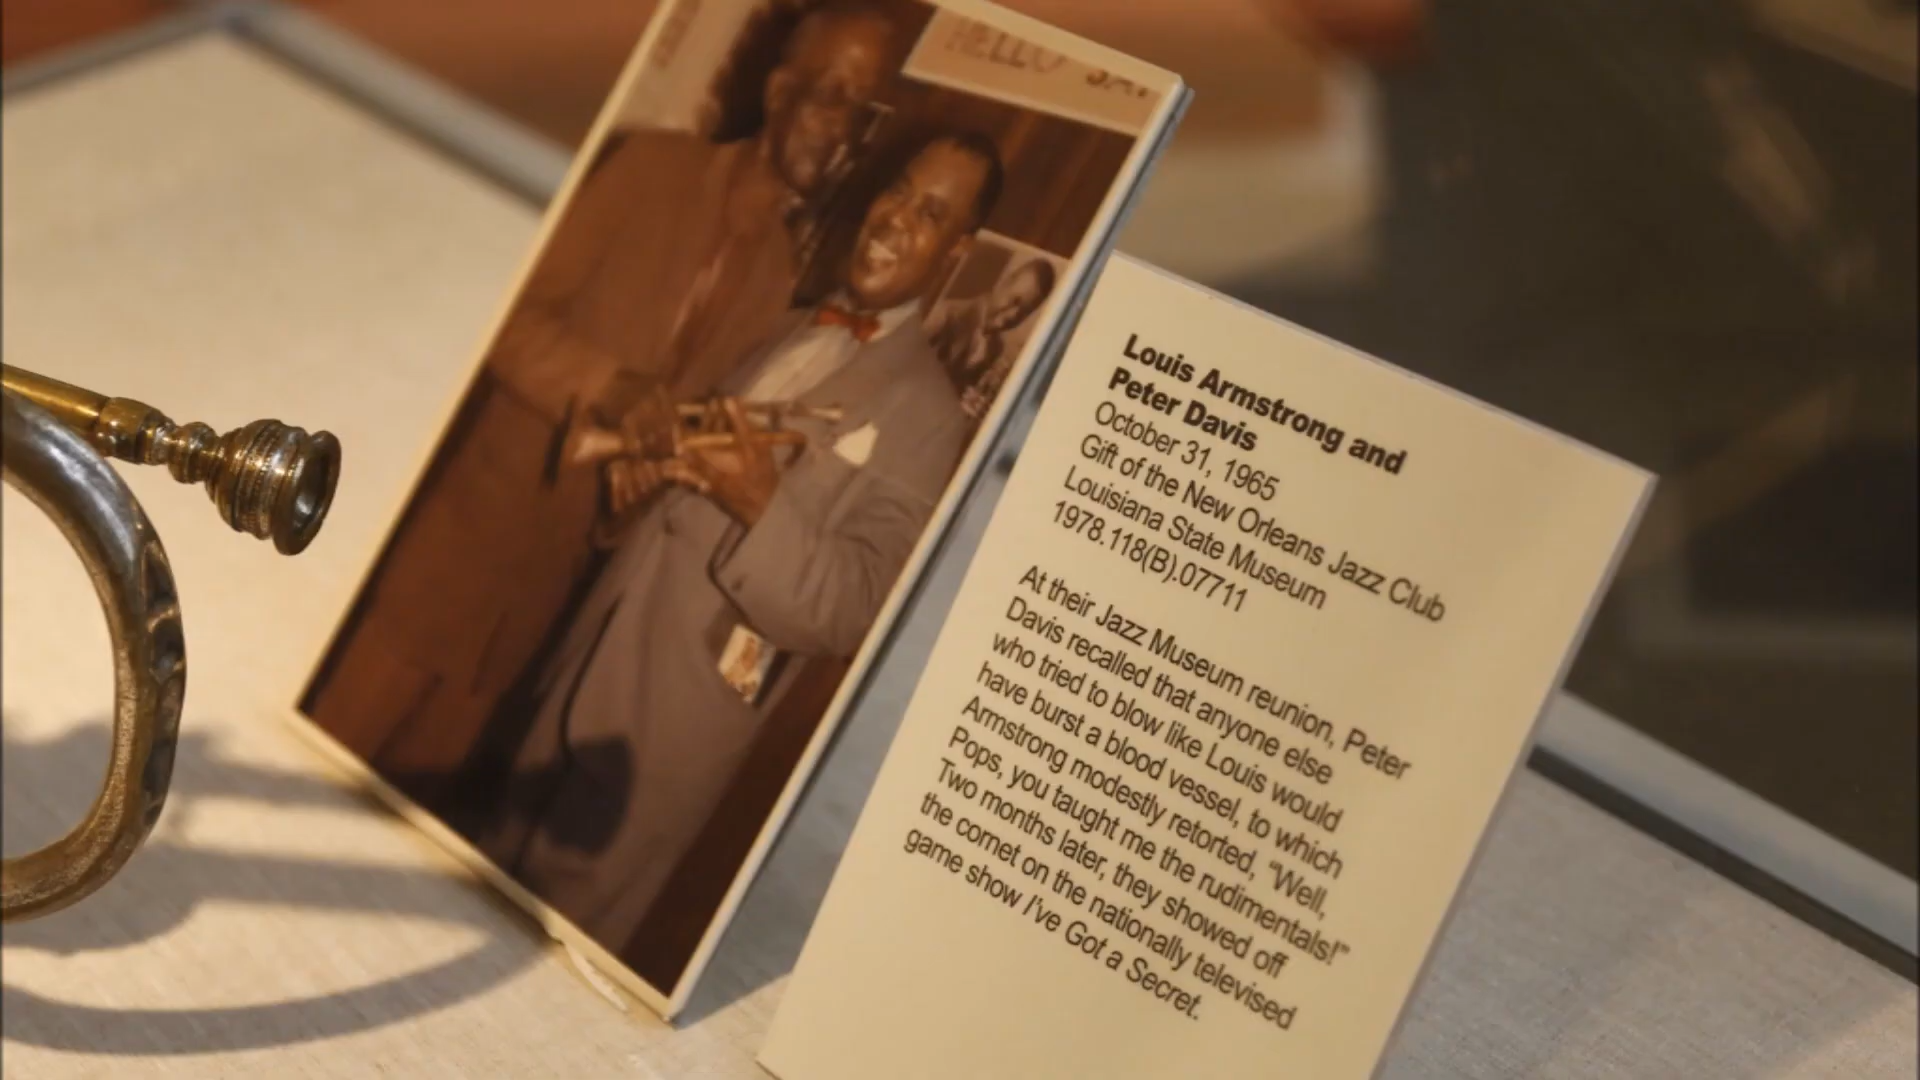 HELLO
Louis Armstrong and
Peter Davis
October 31, 1965
Gift of the New Orleans Jazz Club
Louisiana State Museum
1978.118(B).07711
At their Jazz Museum reunion, Peter
Davis recalled that anyone else
who tried to blow like Louis would
have burst a blood vessel, to which
Armstrong modestly retorted, “Well,
Pops, you taught me the rudimentals!”
Two months later, they showed off
the cornet on the nationally televised
game show I’ve Got a Secret.